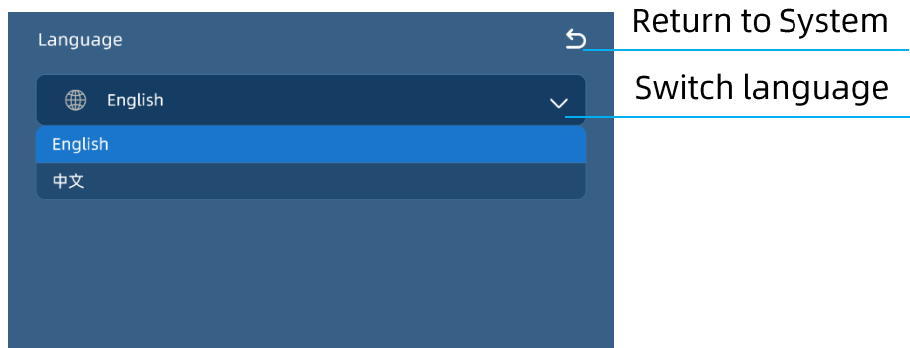 Language
Return to System
English
Switch language
English
中文